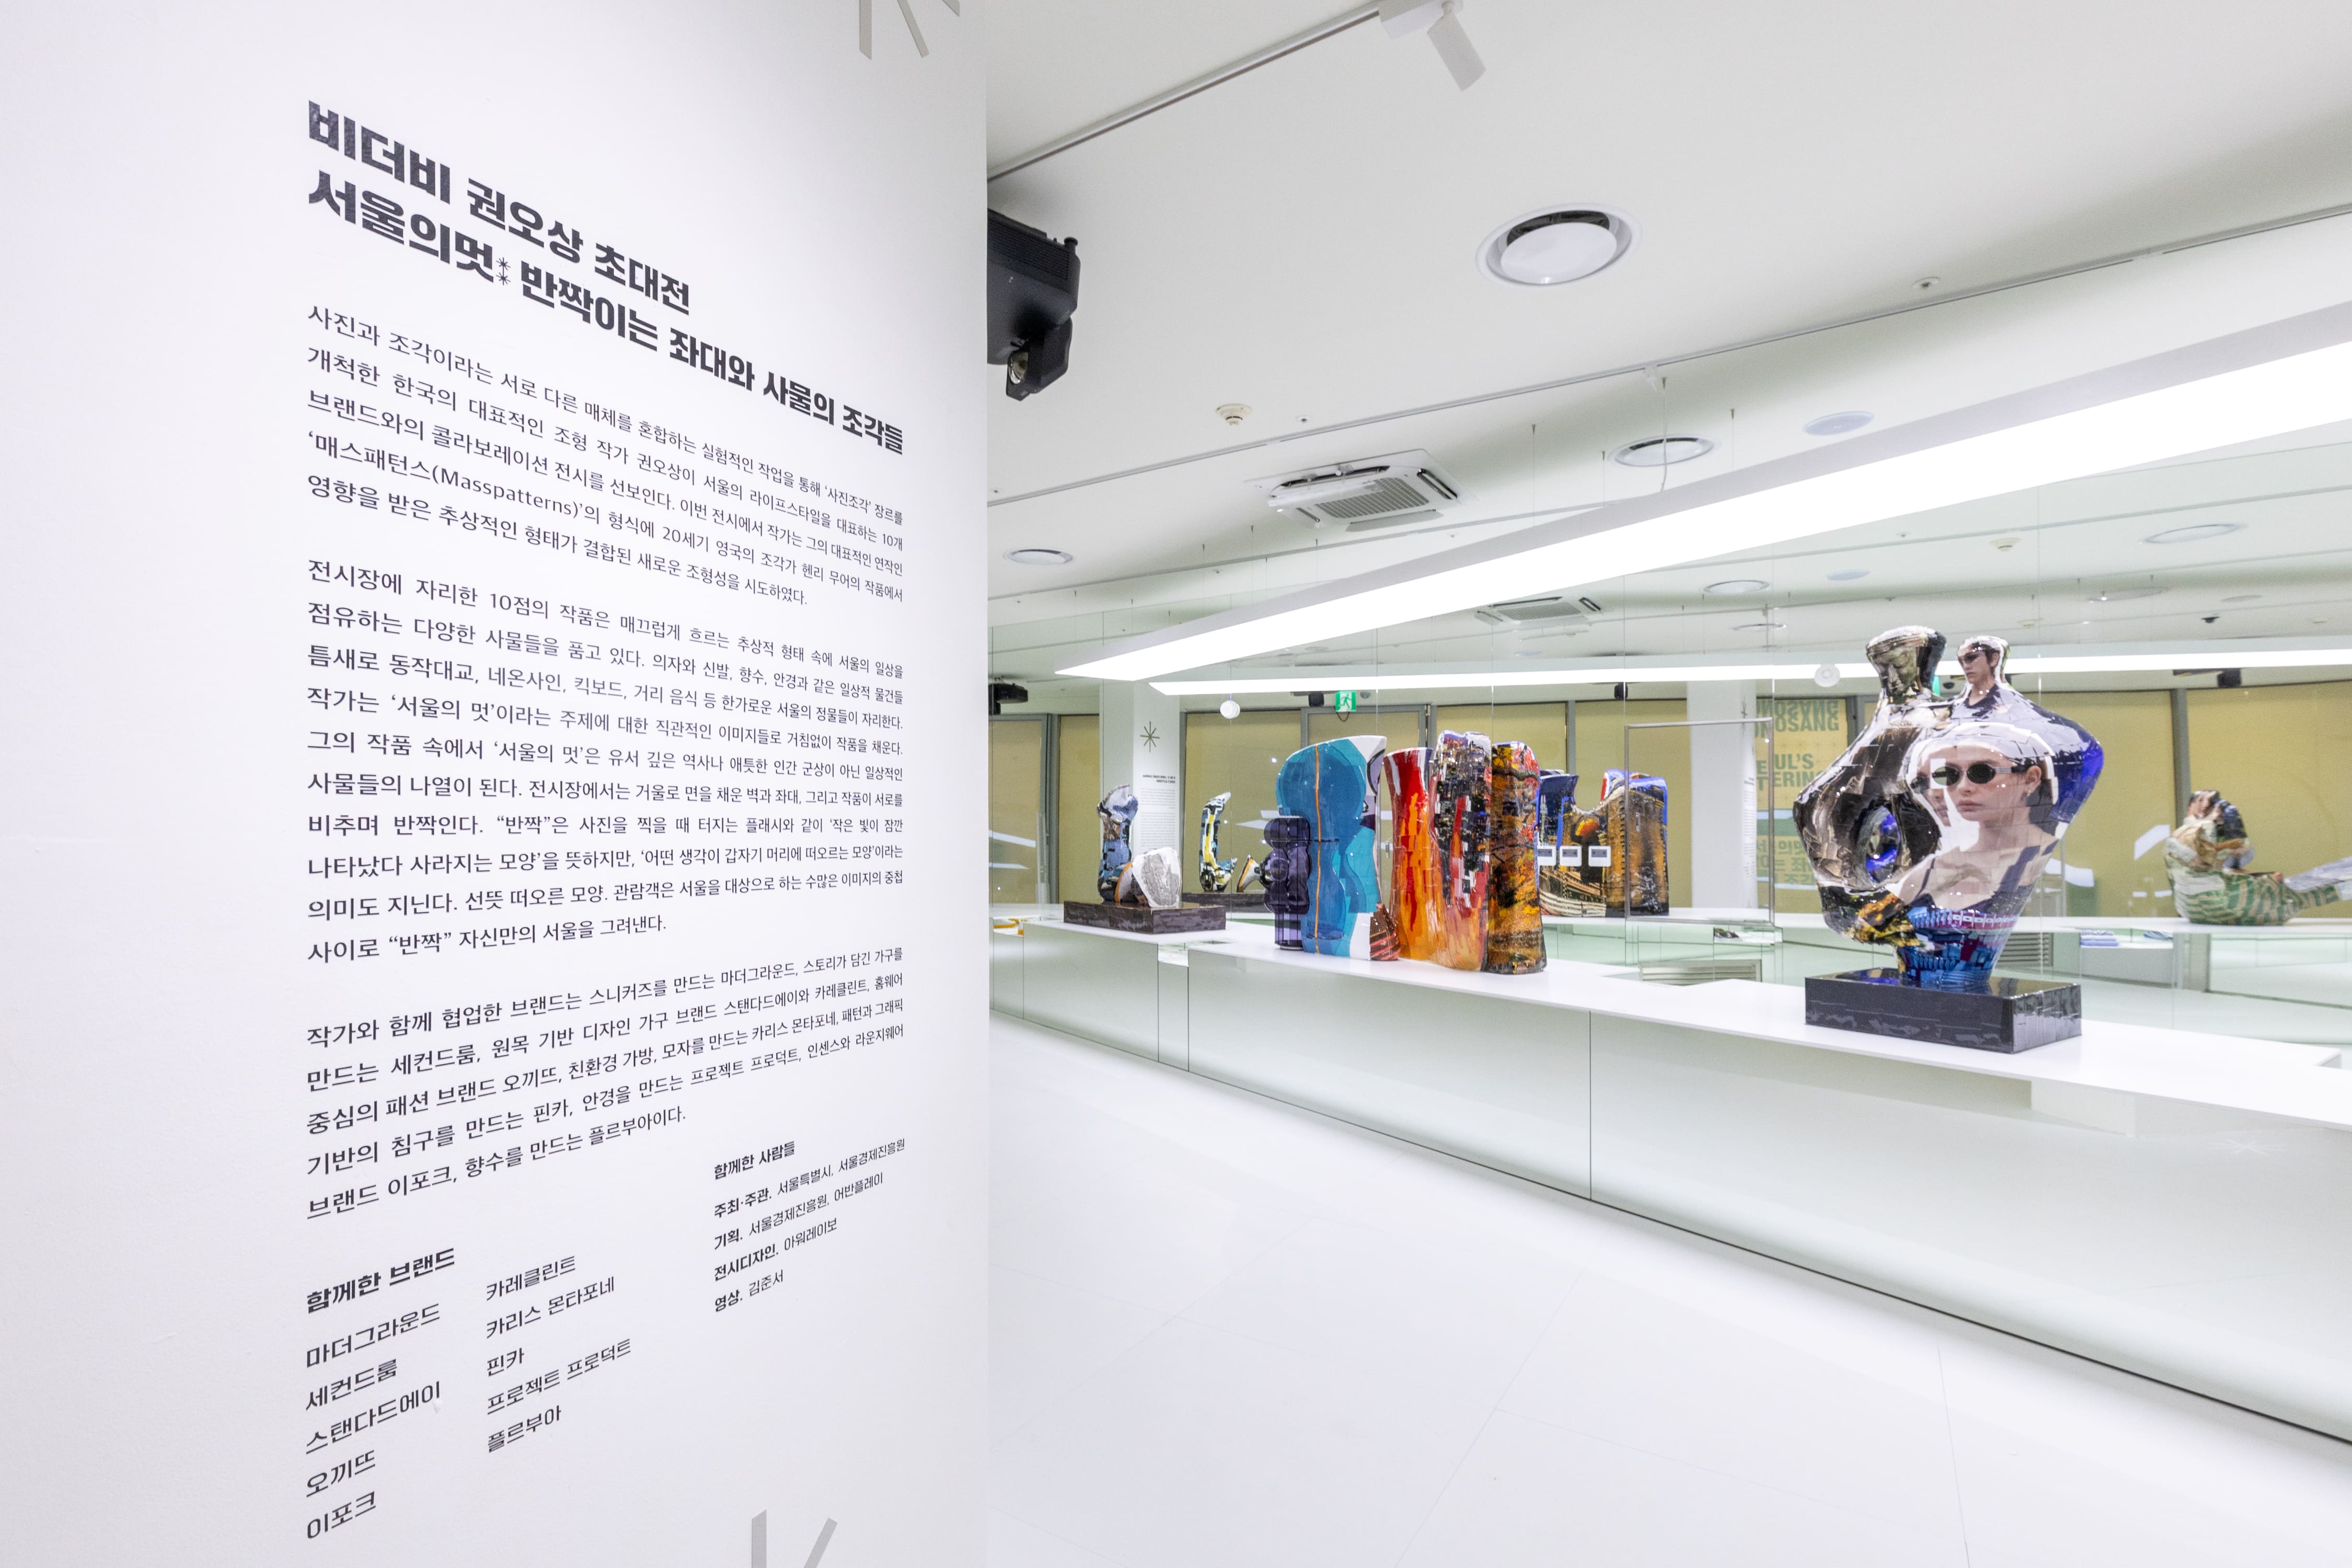 비더비 권오상 초대전
서울의멋: 반짝이는 좌대와 사물의 조각들
사진과 조각이라는 서로 다른 매체를 혼합하는 실험적인 작업을 통해 ‘사진조각’ 장르를
개척한 한국의 대표적인 조형 작가 권오상이 서울의 라이프스타일을 대표하는 10개
브랜드와의 콜라보레이션 전시를 선보인다. 이번 전시에서 작가는 그의 대표적인 연작인
‘매스패턴스(Masspatterns)’의 형식에 20세기 영국의 조각가 헨리 무어의 작품에서
영향을 받은 추상적인 형태가 결합된 새로운 조형성을 시도하였다.
전시장에 자리한 10점의 작품은 매끄럽게 흐르는 추상적 형태 속에 서울의 일상을
점유하는 다양한 사물들을 품고 있다. 의자와 신발, 향수, 안경과 같은 일상적 물건들
틈새로 동작대교, 네온사인, 킥보드, 거리 음식 등 한가로운 서울의 정물들이 자리한다.
작가는 ‘서울의 멋’이라는 주제에 대한 직관적인 이미지들로 거침없이 작품을 채운다.
그의 작품 속에서 ‘서울의 멋’은 유서 깊은 역사나 애틋한 인간 군상이 아닌 일상적인
사물들의 나열이 된다. 전시장에서는 거울로 면을 채운 벽과 좌대, 그리고 작품이 서로를
비추며 반짝인다. “반짝”은 사진을 찍을 때 터지는 플래시와 같이 ‘작은 빛이 잠깐
나타났다 사라지는 모양’을 뜻하지만, ‘어떤 생각이 갑자기 머리에 떠오르는 모양’이라는
의미도 지닌다. 선뜻 떠오른 모양. 관람객은 서울을 대상으로 하는 수많은 이미지의 중첩
사이로 “반짝” 자신만의 서울을 그려낸다.
작가와 함께 협업한 브랜드는 스니커즈를 만드는 마더그라운드, 스토리가 담긴 가구를
만드는 세컨드룸, 원목 기반 디자인 가구 브랜드 스탠다드에이와 카레클린트, 홈웨어
중심의 패션 브랜드 오끼뜨, 친환경 가방, 모자를 만드는 카리스 몬타포네, 패턴과 그래픽
기반의 침구를 만드는 핀카, 안경을 만드는 프로젝트 프로덕트, 인센스와 라운지웨어
브랜드 이포크, 향수를 만드는 플르부아이다.
함께한 사람들
주최·주관. 서울특별시, 서울경제진흥원
기획. 서울경제진흥원, 어반플레이
전시디자인. 아워레이보
영상. 김준서
함께한 브랜드
마더그라운드
세컨드룸
스탠다드에이
오끼뜨
이포크
카레클린트
카리스 몬타포네
핀카
프로젝트 프로덕트
플르부아